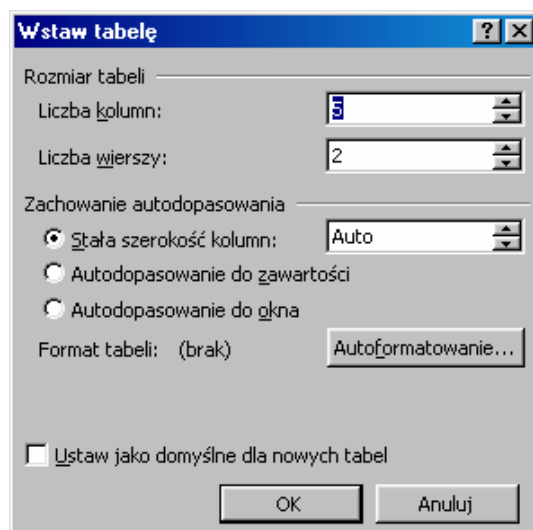 Wstaw tabelę
Rozmiar tabeli
Liczba kolumn: 5
Liczba wierszy: 2
Zachowanie autodopasowania
Stała szerokość kolumn: Auto
Autodopasowanie do zawartości
Autodopasowanie do okna
Format tabeli: (brak) Autoformatowanie...
Ustaw jako domyślne dla nowych tabel
OK Anuluj